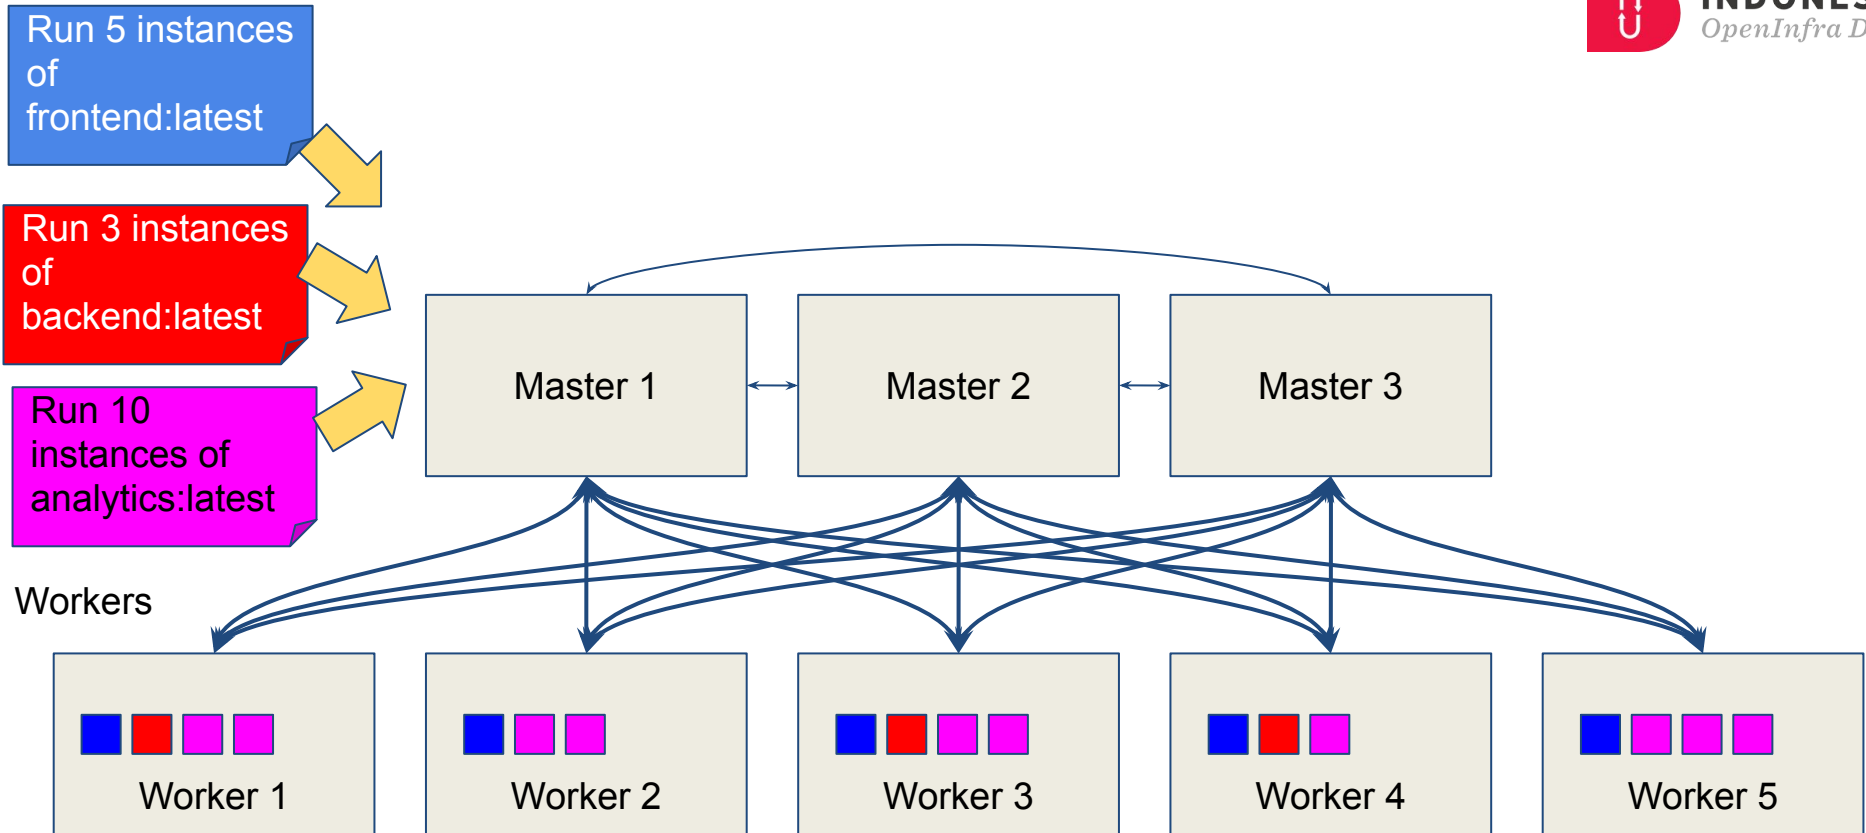 Run 5 instances
of
frontend:latest
OpenInfra D
Run 3 instances
of
backend:latest
Run 10
instances of
analytics:latest
Master 1
Master 2
Master 3
Workers
Worker 1
Worker 2
Worker 3
Worker 4
Worker 5